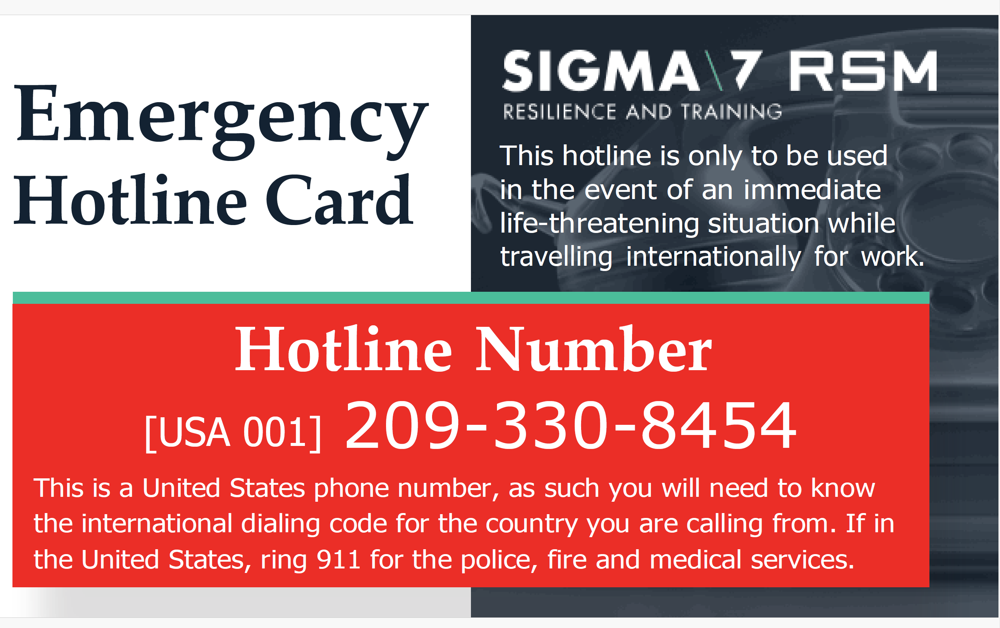 Emergency
Hotline Card
SIGMA\7 RSM
RESILIENCE AND TRAINING
This hotline is only to be used
in the event of an immediate
life-threatening situation while
travelling internationally for work.
Hotline Number
[USA 001] 209-330-8454
This is a United States phone number, as such you will need to know
the international dialing code for the country you are calling from. If in
the United States, ring 911 for the police, fire and medical services.